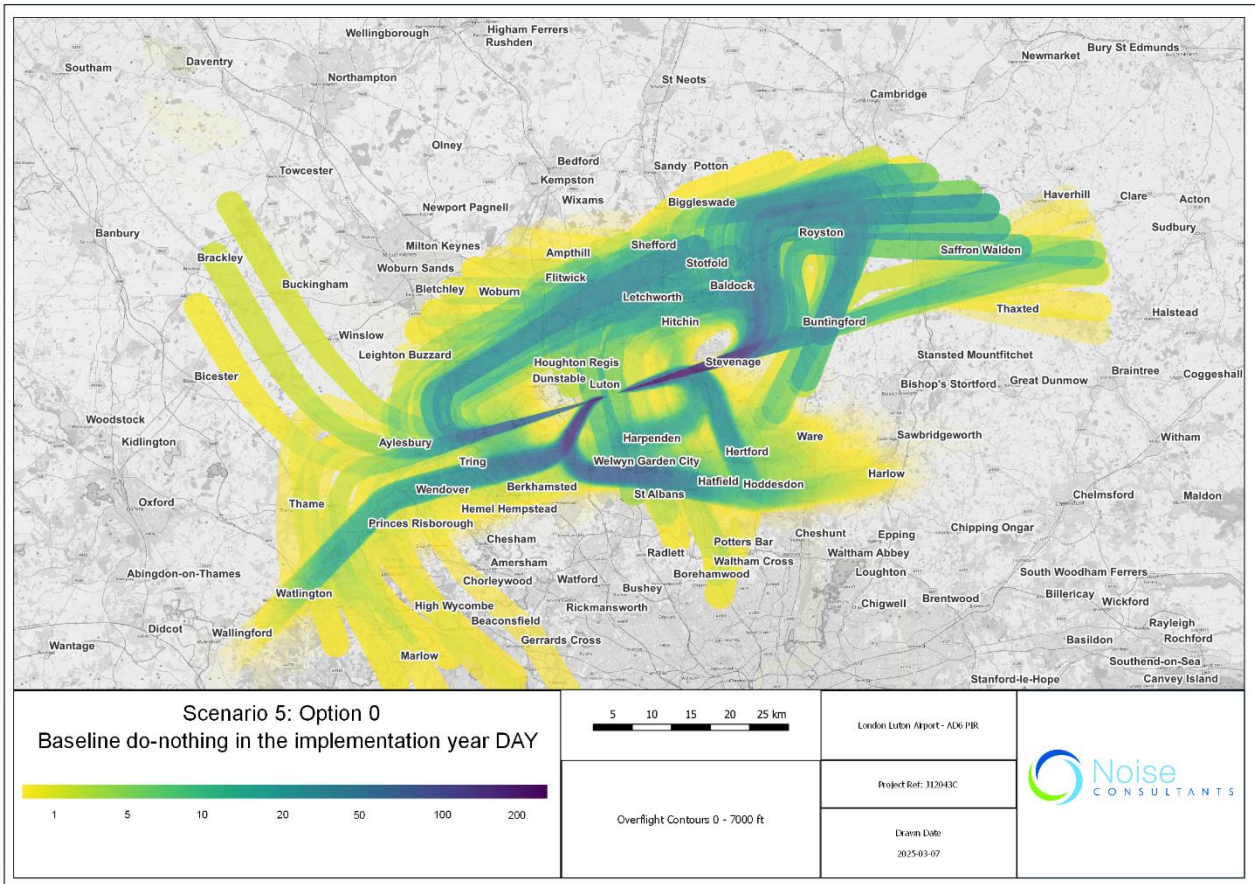 Wellingborough
Higham Ferrers
Rushden
Bury St Edmunds
Newmarket
Southam
Daventry
Northampton
St Neots
Cambridge
Olney
Bedford
Sandy Potton
Towcester
Kempston
Wixams
Biggleswade
Haverhill
Clare
Acton
Newport Pagnell
Sudbury
Banbury
Milton Keynes
Ampthill
Shefford
Royston
Brackley
Woburn Sands
Stotfold
Saffron Walden
Buckingham
Bletchley
Woburn
Flitwick
Baldock
Letchworth
Thaxted
Halstead
Winslow
Hitchin
Buntingford
Leighton Buzzard
Houghton Regis
Stevenage
Stansted Mountfitchet
Bicester
Dunstable
Luton
Bishop's Stortford
Great Dunmow
Braintree
Coggeshall
Woodstock
Kidlington
Aylesbury
Harpenden
Ware
Sawbridgeworth
Witham
Tring
Welwyn Garden City
Hertford
Harlow
Wendover
Berkhamsted
Hatfield
Hoddesdon
Oxford
Thame
St Albans
Chelmsford
Maldon
Hemel Hempstead
Princes Risborough
Chesham
Potters Bar
Cheshunt
Epping
Chipping Ongar
Abingdon-on-Thames
Amersham
Radlett
Waltham Cross
Waltham Abbey
Chorleywood
Watford
Borehamwood
Loughton
South Woodham Ferrers
Watlington
Bushey
Billericay
High Wycombe
Rickmansworth
Chigwell
Brentwood
Wickford
Didcot
Wallingford
Beaconsfield
Rayleigh
Wantage
Gerrards Cross
Basildon
Rochford
Marlow
Southend-on-Sea
Stanford-le-Hope
Canvey Island
Scenario 5: Option 0
Baseline do-nothing in the implementation year DAY
1 5 10 20 50 100 200
5 10 15 20 25 km
Overflight Contours 0 - 7000 ft
London Luton Airport - AD6 PIR
Project Ref: J12043C
Drawn Date
2025-03-07
Noise
CONSULTANTS